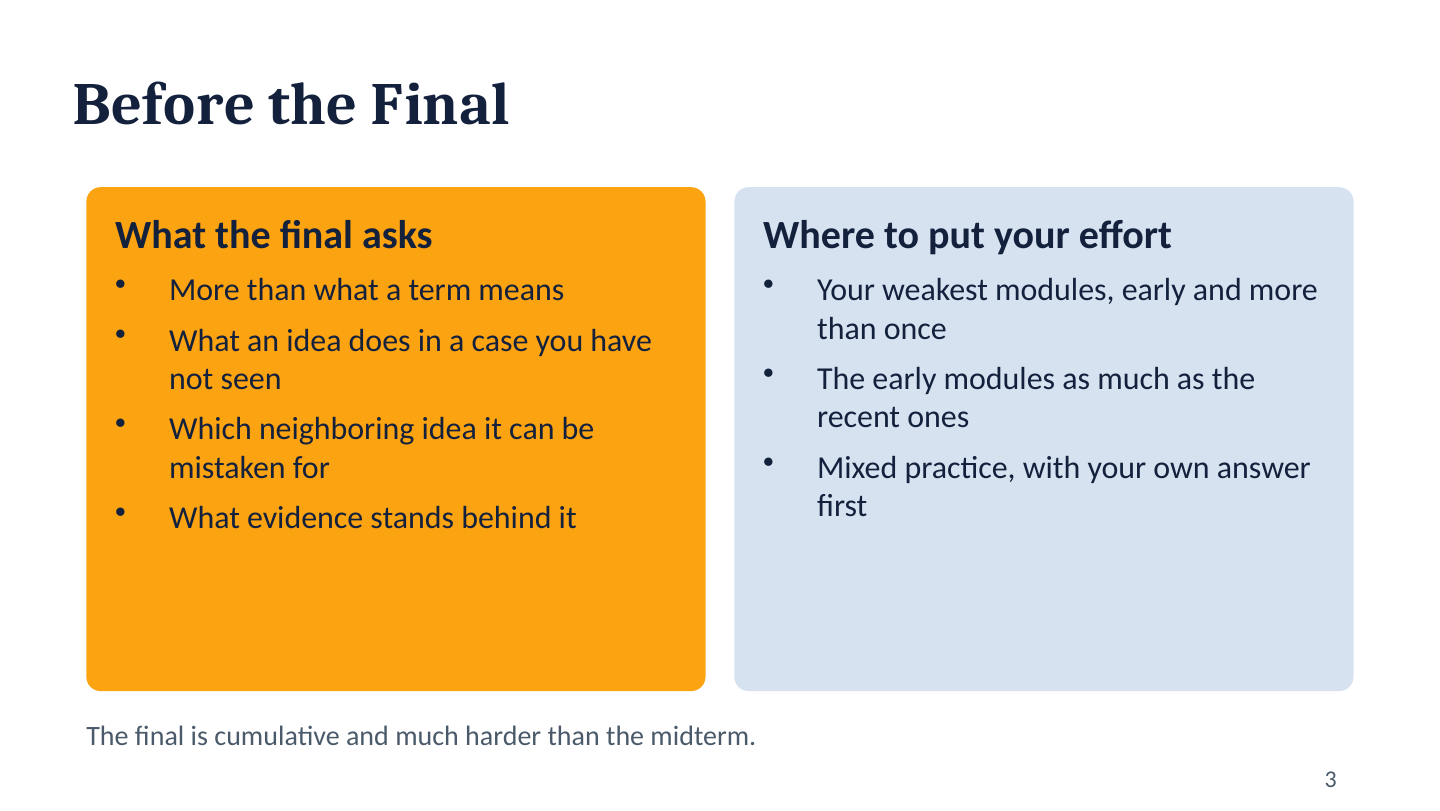 Before the Final
What the final asks
• More than what a term means
• What an idea does in a case you have
not seen
• Which neighboring idea it can be
mistaken for
• What evidence stands behind it
Where to put your effort
• Your weakest modules, early and more
than once
• The early modules as much as the
recent ones
• Mixed practice, with your own answer
first
The final is cumulative and much harder than the midterm.
3